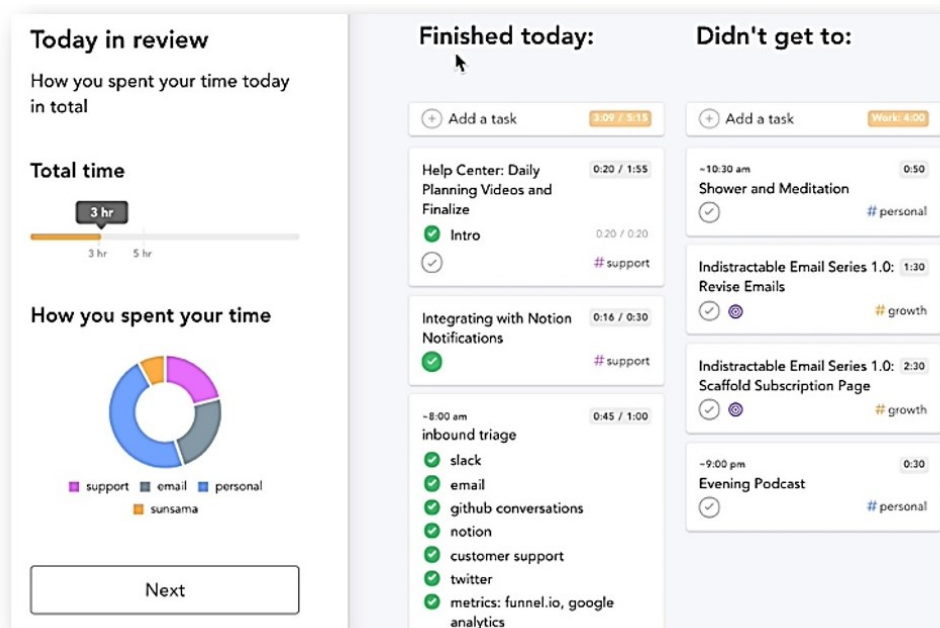 Today in review
How you spent your time today
in total
Total time
3 hr
3 hr
5 hr
How you spent your time
support
email
personal
sunsama
Next
Finished today:
Add a task
3:09 / 5:15
Help Center: Daily
Planning Videos and
Finalize
0:20 / 1:55
Intro
0:20 / 0:20
#support
Integrating with Notion
Notifications
0:16 / 0:30
#support
~8:00 am
0:45 / 1:00
inbound triage
slack
email
github conversations
notion
customer support
twitter
metrics: funnel.io, google
analytics
Didn't get to:
Add a task
Work: 4:00
~10:30 am
0:50
Shower and Meditation
#personal
Indistractable Email Series 1.0:
Revise Emails
1:30
#growth
Indistractable Email Series 1.0:
Scaffold Subscription Page
2:30
#growth
~9:00 pm
0:30
Evening Podcast
#personal